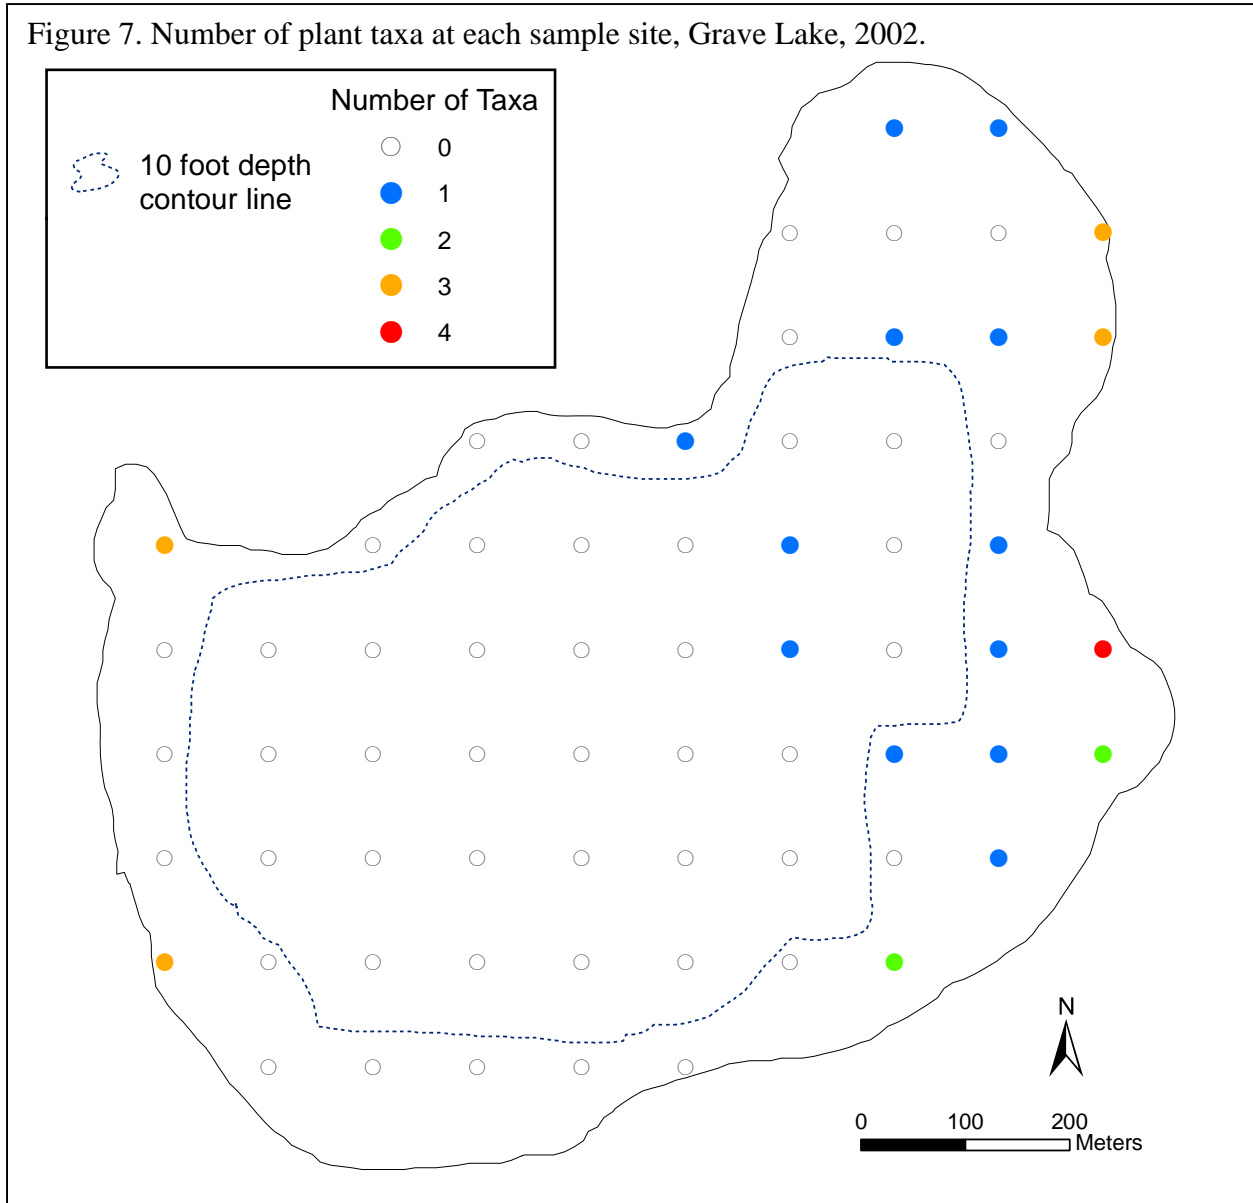 Figure 7. Number of plant taxa at each sample site, Grave Lake, 2002.
Number of Taxa
10 foot depth
contour line
0
1
2
3
4
N
0 100 200
Meters